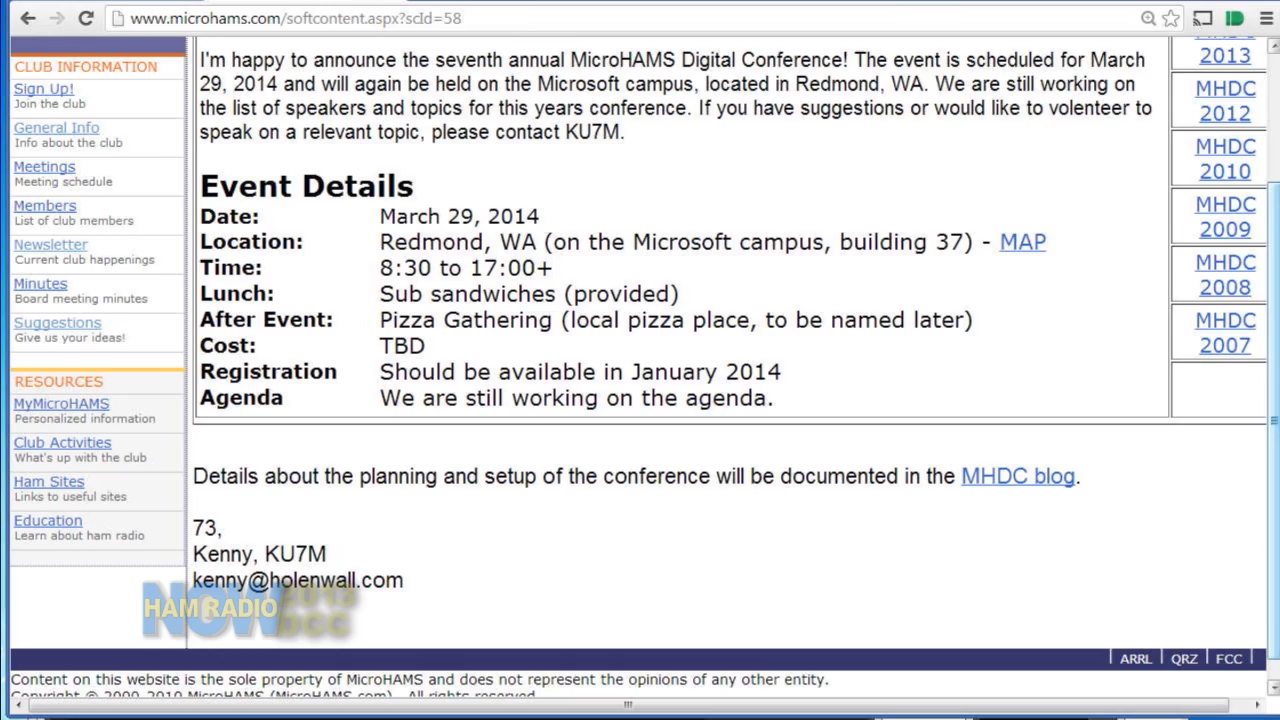 www.microhams.com/softcontent.aspx?scId=58
CLUB INFORMATION
Sign Up!
Join the club
General Info
Info about the club
Meetings
Meeting schedule
Members
List of club members
Newsletter
Current club happenings
Minutes
Board meeting minutes
Suggestions
Give us your ideas!
RESOURCES
MyMicroHAMS
Personalized information
Club Activities
What's up with the club
Ham Sites
Links to useful sites
Education
Learn about ham radio
I'm happy to announce the seventh annual MicroHAMS Digital Conference! The event is scheduled for March
29, 2014 and will again be held on the Microsoft campus, located in Redmond, WA. We are still working on
the list of speakers and topics for this years conference. If you have suggestions or would like to volenteer to
speak on a relevant topic, please contact KU7M.
Event Details
Date: March 29, 2014
Location: Redmond, WA (on the Microsoft campus, building 37) - MAP
Time: 8:30 to 17:00+
Lunch: Sub sandwiches (provided)
After Event: Pizza Gathering (local pizza place, to be named later)
Cost: TBD
Registration Should be available in January 2014
Agenda We are still working on the agenda.
Details about the planning and setup of the conference will be documented in the MHDC blog.
73,
Kenny, KU7M
kenny@holenwall.com
2013
MHDC
2012
MHDC
2010
MHDC
2009
MHDC
2008
MHDC
2007
NOW
HAM RADIO
2013
DCC
ARRL QRZ FCC
Content on this website is the sole property of MicroHAMS and does not represent the opinions of any other entity.
Copyright © 2000-2010 MicroHAMS (MicroHAMS.com). All rights reserved.